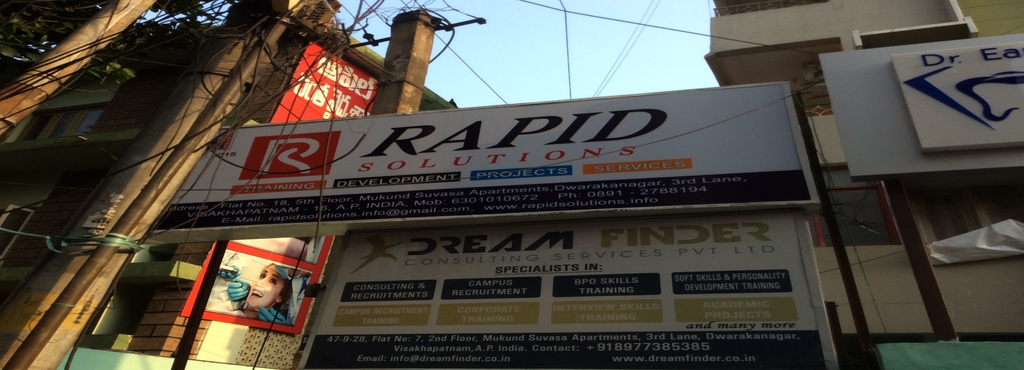 Dr. Ea
R RAPID
SOLUTIONS
TRAINING DEVELOPMENT PROJECTS SERVICES
Address: Flat No. 18, 5th Floor, Mukund Suvasa Apartments, Dwarakanagar, 3rd Lane,
VISAKHAPATNAM - 16, A.P, INDIA. Mob: 6301010672 Ph: 0891 - 2788194
E-Mail: rapidsolutions.info@gmail.com, www.rapidsolutions.info
DREAM FINDER
CONSULTING SERVICES PVT LTD
SPECIALISTS IN:
CONSULTING & RECRUITMENTS
CAMPUS RECRUITMENT
BPO SKILLS TRAINING
SOFT SKILLS & PERSONALITY DEVELOPMENT TRAINING
CAMPUS RECRUITMENT TRAINING
CORPORATE TRAINING
INTERVIEW SKILLS TRAINING
ACADEMIC PROJECTS
and many more
47-9-28, Flat No: 7, 2nd Floor, Mukund Suvasa Apartments, 3rd Lane, Dwarakanagar,
Visakhapatnam, A.P. India. Contact: +918977385385
Email: info@dreamfinder.co.in www.dreamfinder.co.in